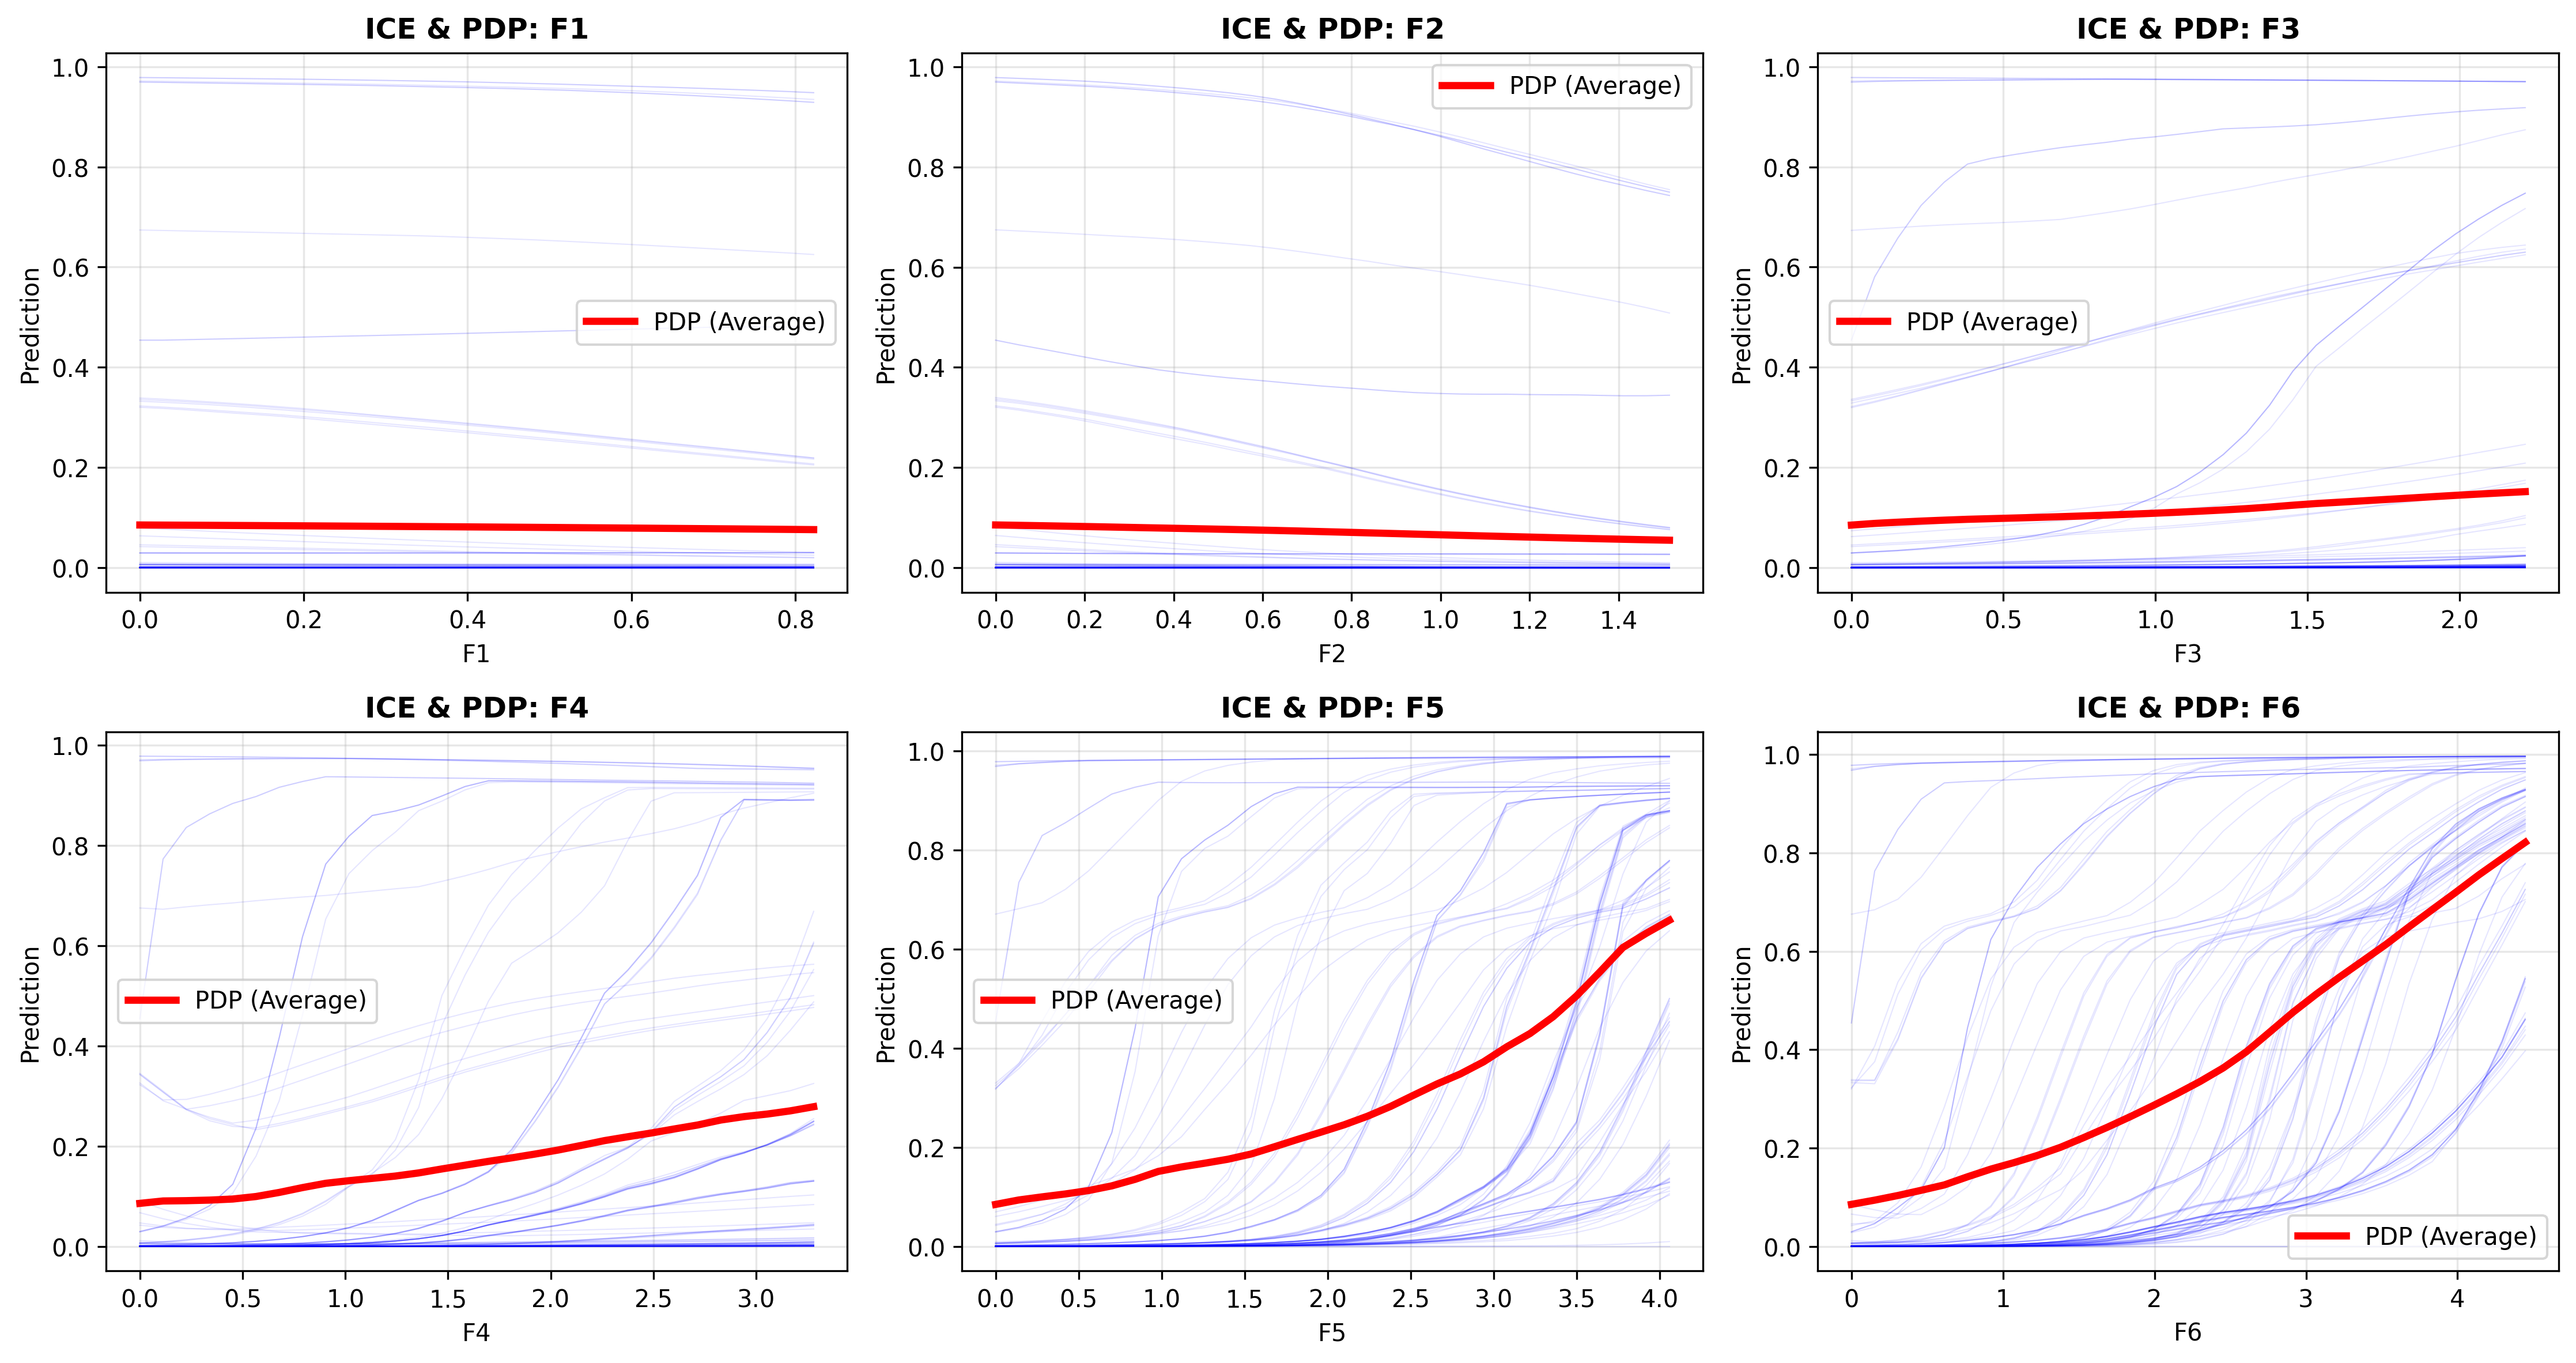 ICE & PDP: F1
Prediction
1.0
0.8
0.6
0.4
0.2
0.0
PDP (Average)
0.0 0.2 0.4 0.6 0.8
F1
ICE & PDP: F2
Prediction
1.0
0.8
0.6
0.4
0.2
0.0
PDP (Average)
0.0 0.2 0.4 0.6 0.8 1.0 1.2 1.4
F2
ICE & PDP: F3
Prediction
1.0
0.8
0.6
0.4
0.2
0.0
PDP (Average)
0.0 0.5 1.0 1.5 2.0
F3
ICE & PDP: F4
Prediction
1.0
0.8
0.6
0.4
0.2
0.0
PDP (Average)
0.0 0.5 1.0 1.5 2.0 2.5 3.0
F4
ICE & PDP: F5
Prediction
1.0
0.8
0.6
0.4
0.2
0.0
PDP (Average)
0.0 0.5 1.0 1.5 2.0 2.5 3.0 3.5 4.0
F5
ICE & PDP: F6
Prediction
1.0
0.8
0.6
0.4
0.2
0.0
PDP (Average)
0 1 2 3 4
F6